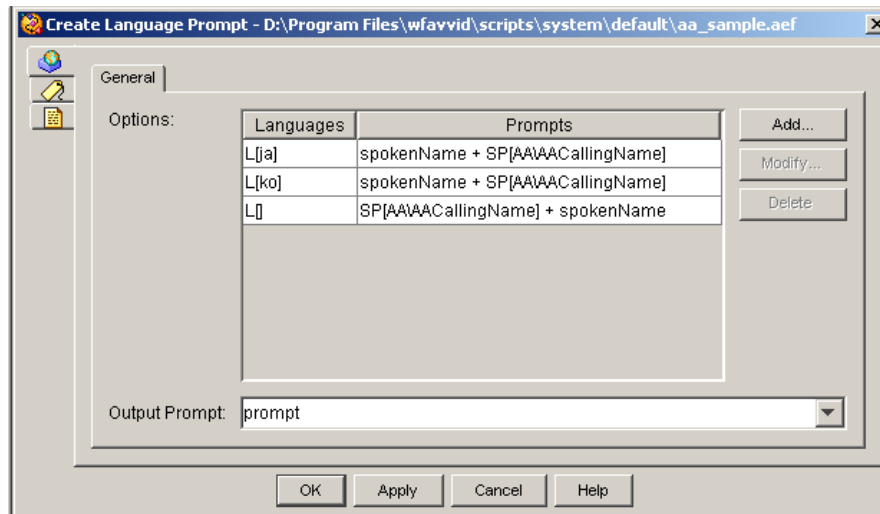 Create Language Prompt - D:\Program Files\wfavvid\scripts\system\default\aa_sample.aef
General
Options:
Languages Prompts Add...
L[ja] spokenName + SP[AA\AACallingName]
Modify...
L[ko] spokenName + SP[AA\AACallingName]
Delete
L[] SP[AA\AACallingName] + spokenName
Output Prompt: prompt
OK Apply Cancel Help